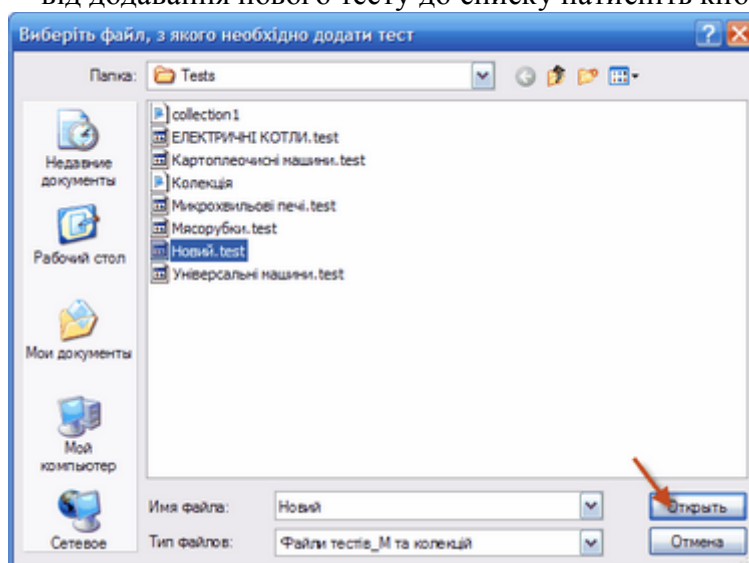 від додавання нового тесту до списку натисніть кно
Виберіть файл, з якого необхідно додати тест
Папка: Tests
Недавние документы
Рабочий стол
Мои документы
Мой компьютер
Сетевое
collection1
ЕЛЕКТРИЧНІ КОТЛИ.test
Картоплеочисні машини.test
Колекція
Микрохвильові печі.test
Мясорубки.test
Новий.test
Універсальні машини.test
Имя файла: Новий Открыть
Тип файлов: Файли тестів_М та колекцій Отмена